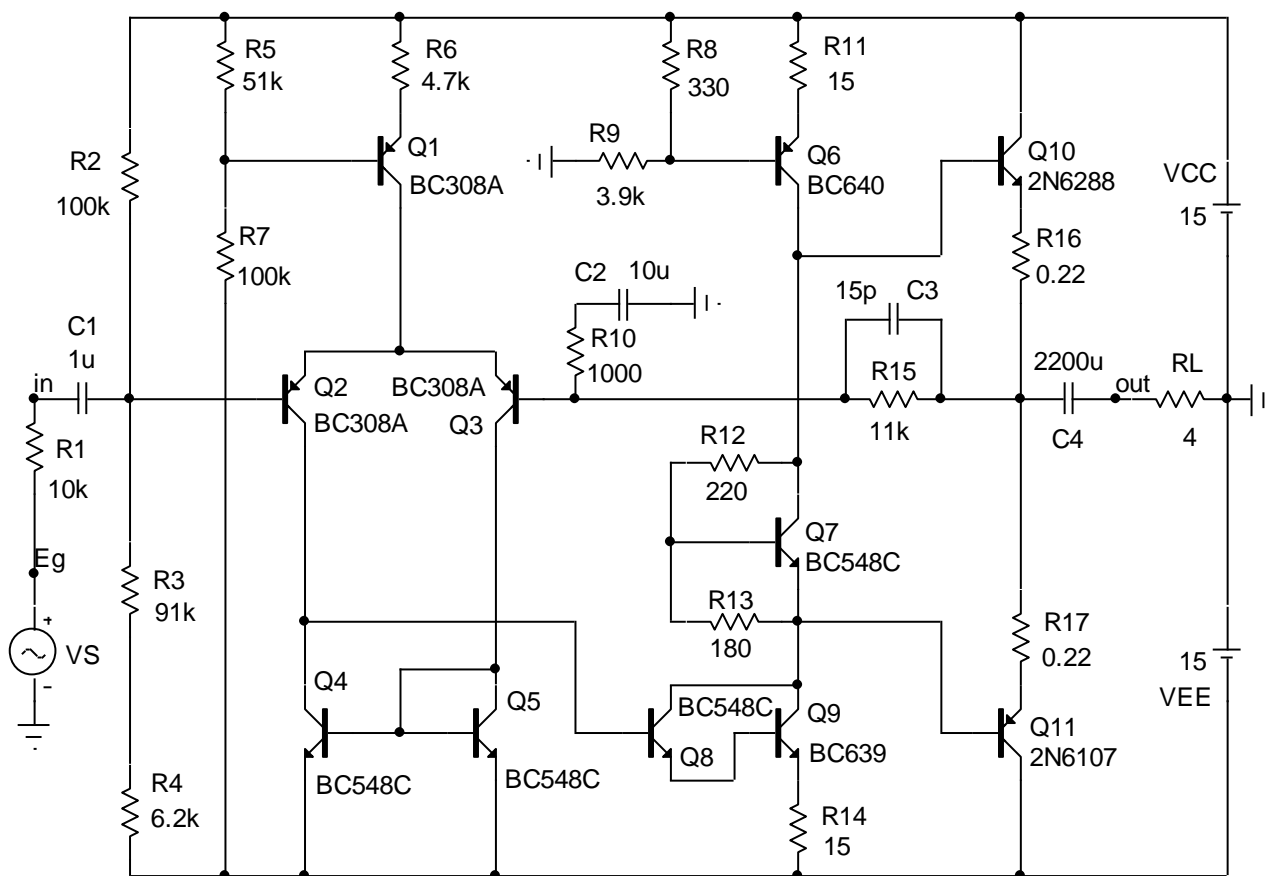 R5
51k
R6
4.7k
R8
330
R11
15
R9
3.9k
Q1
BC308A
Q6
BC640
Q10
2N6288
VCC
15
R2
100k
R7
100k
R16
0.22
C2
10u
15p
C3
R10
1000
C1
1u
in
R1
10k
Q2
BC308A
BC308A
Q3
R15
11k
2200u
out
C4
RL
4
R12
220
Q7
BC548C
Eg
R3
91k
R13
180
R17
0.22
+
VS
-
15
VEE
Q4
BC548C
Q5
BC548C
BC548C
Q8
Q9
BC639
Q11
2N6107
R4
6.2k
R14
15